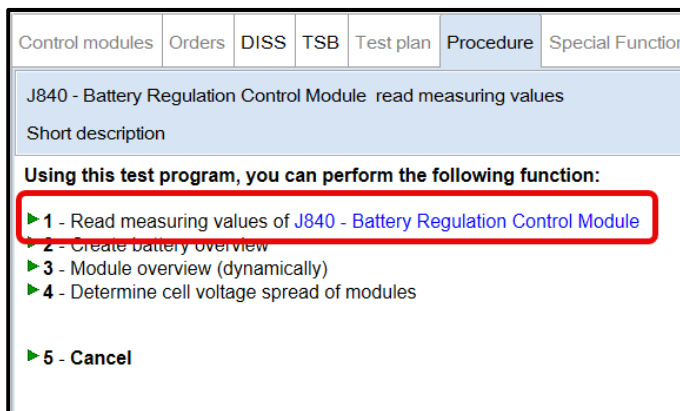 Control modules Orders DISS TSB Test plan Procedure Special Function
J840 - Battery Regulation Control Module read measuring values
Short description
Using this test program, you can perform the following function:
1 - Read measuring values of J840 - Battery Regulation Control Module
2 - Create battery overview
3 - Module overview (dynamically)
4 - Determine cell voltage spread of modules
5 - Cancel